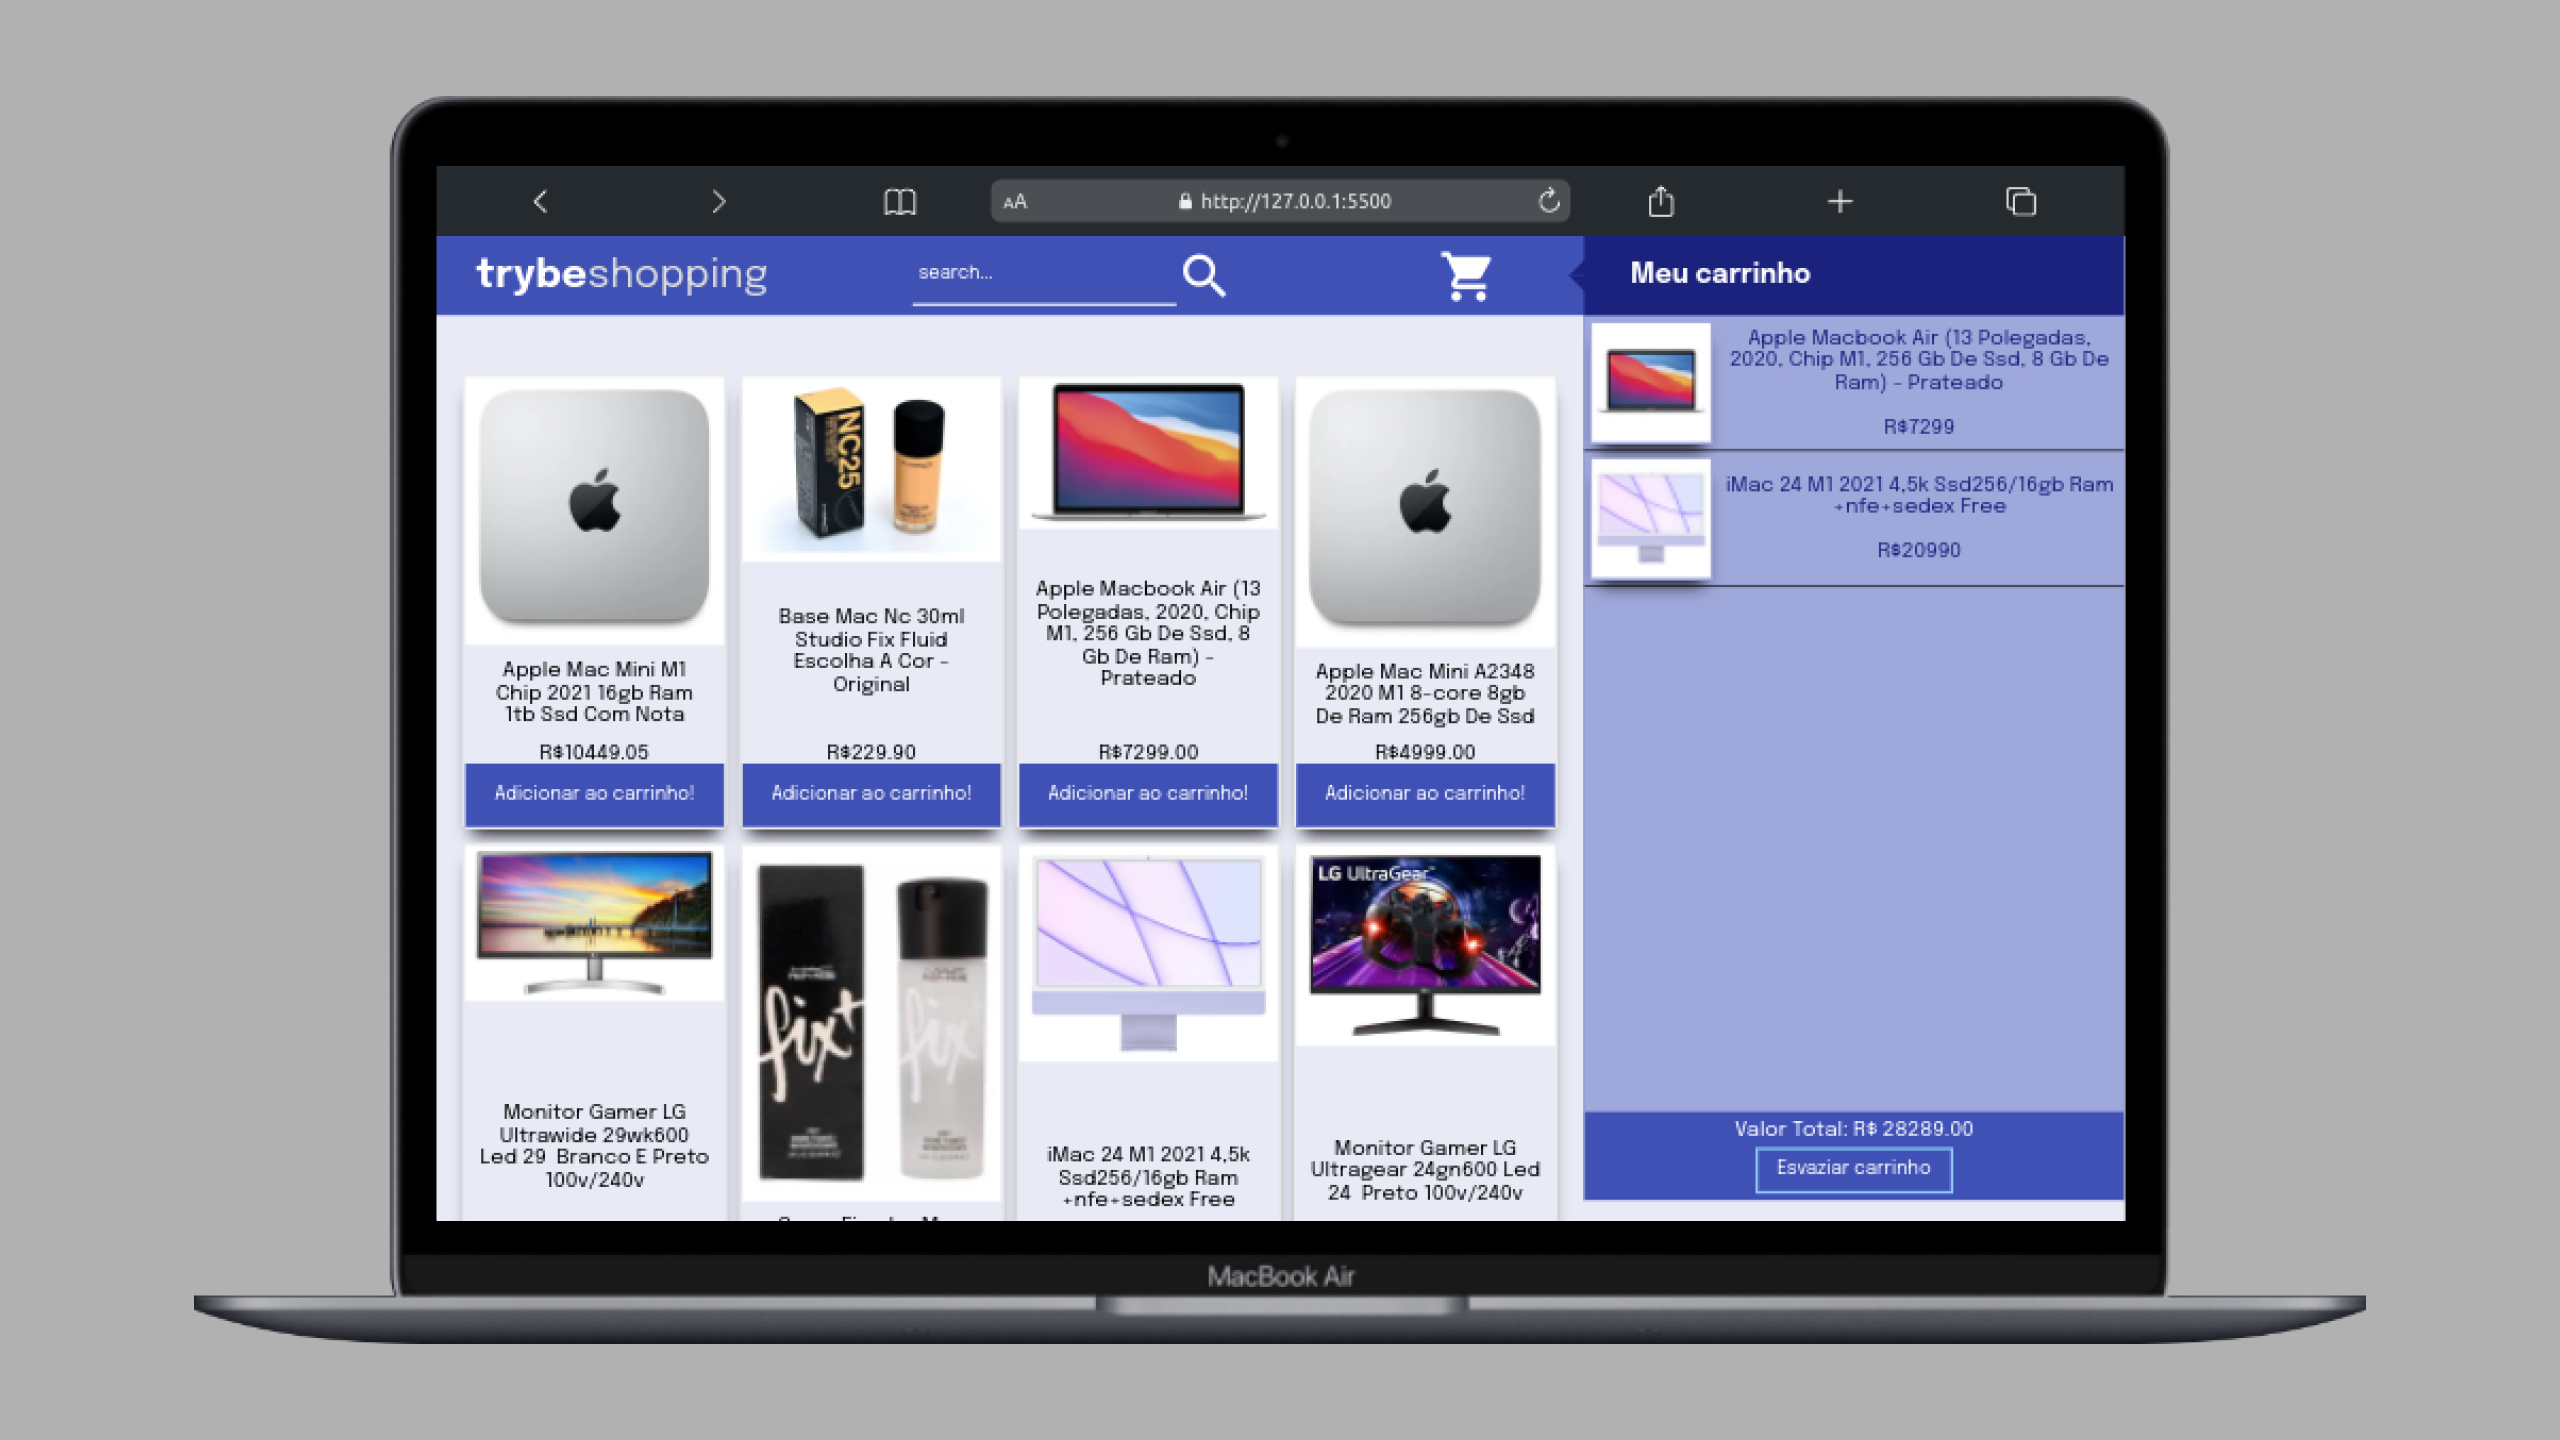 AA
http://127.0.0.1:5500
trybeshopping
search...
Meu carrinho
NC25
Apple Mac Mini M1
Chip 2021 16gb Ram
1tb Ssd Com Nota
R$10449.05
Adicionar ao carrinho!
Base Mac Nc 30ml
Studio Fix Fluid
Escolha A Cor -
Original
R$229.90
Adicionar ao carrinho!
Apple Macbook Air (13
Polegadas, 2020, Chip
M1, 256 Gb De Ssd, 8
Gb De Ram) -
Prateado
R$7299.00
Adicionar ao carrinho!
Apple Mac Mini A2348
2020 M1 8-core 8gb
De Ram 256gb De Ssd
R$4999.00
Adicionar ao carrinho!
Monitor Gamer LG
Ultrawide 29wk600
Led 29 Branco E Preto
100v/240v
fix+
fix+
iMac 24 M1 2021 4,5k
Ssd256/16gb Ram
+nfe+sedex Free
LG UltraGear
Monitor Gamer LG
Ultragear 24gn600 Led
24 Preto 100v/240v
Apple Macbook Air (13 Polegadas,
2020, Chip M1, 256 Gb De Ssd, 8 Gb De
Ram) - Prateado
R$7299
iMac 24 M1 2021 4,5k Ssd256/16gb Ram
+nfe+sedex Free
R$20990
Valor Total: R$ 28289.00
Esvaziar carrinho
MacBook Air